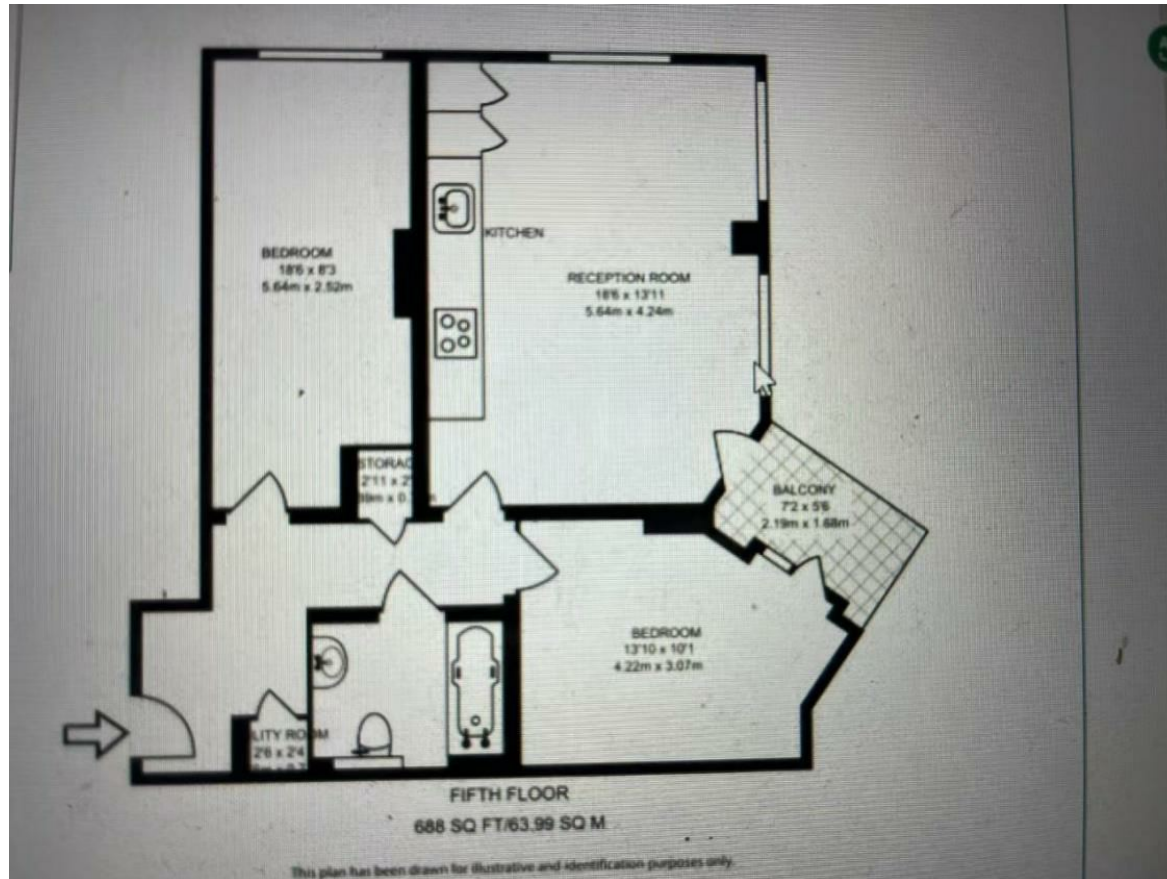 BEDROOM
18'6 x 8'3
5.64m x 2.52m
KITCHEN
RECEPTION ROOM
18'6 x 13'11
5.64m x 4.24m
STORAG
2'11 x 2'
BALCONY
7'2 x 5'6
2.19m x 1.68m
BEDROOM
13'10 x 10'1
4.22m x 3.07m
LITY ROOM
2'6 x 2'4
FIFTH FLOOR
688 SQ FT/63.99 SQ M
This plan has been drawn for illustrative and identification purposes only.